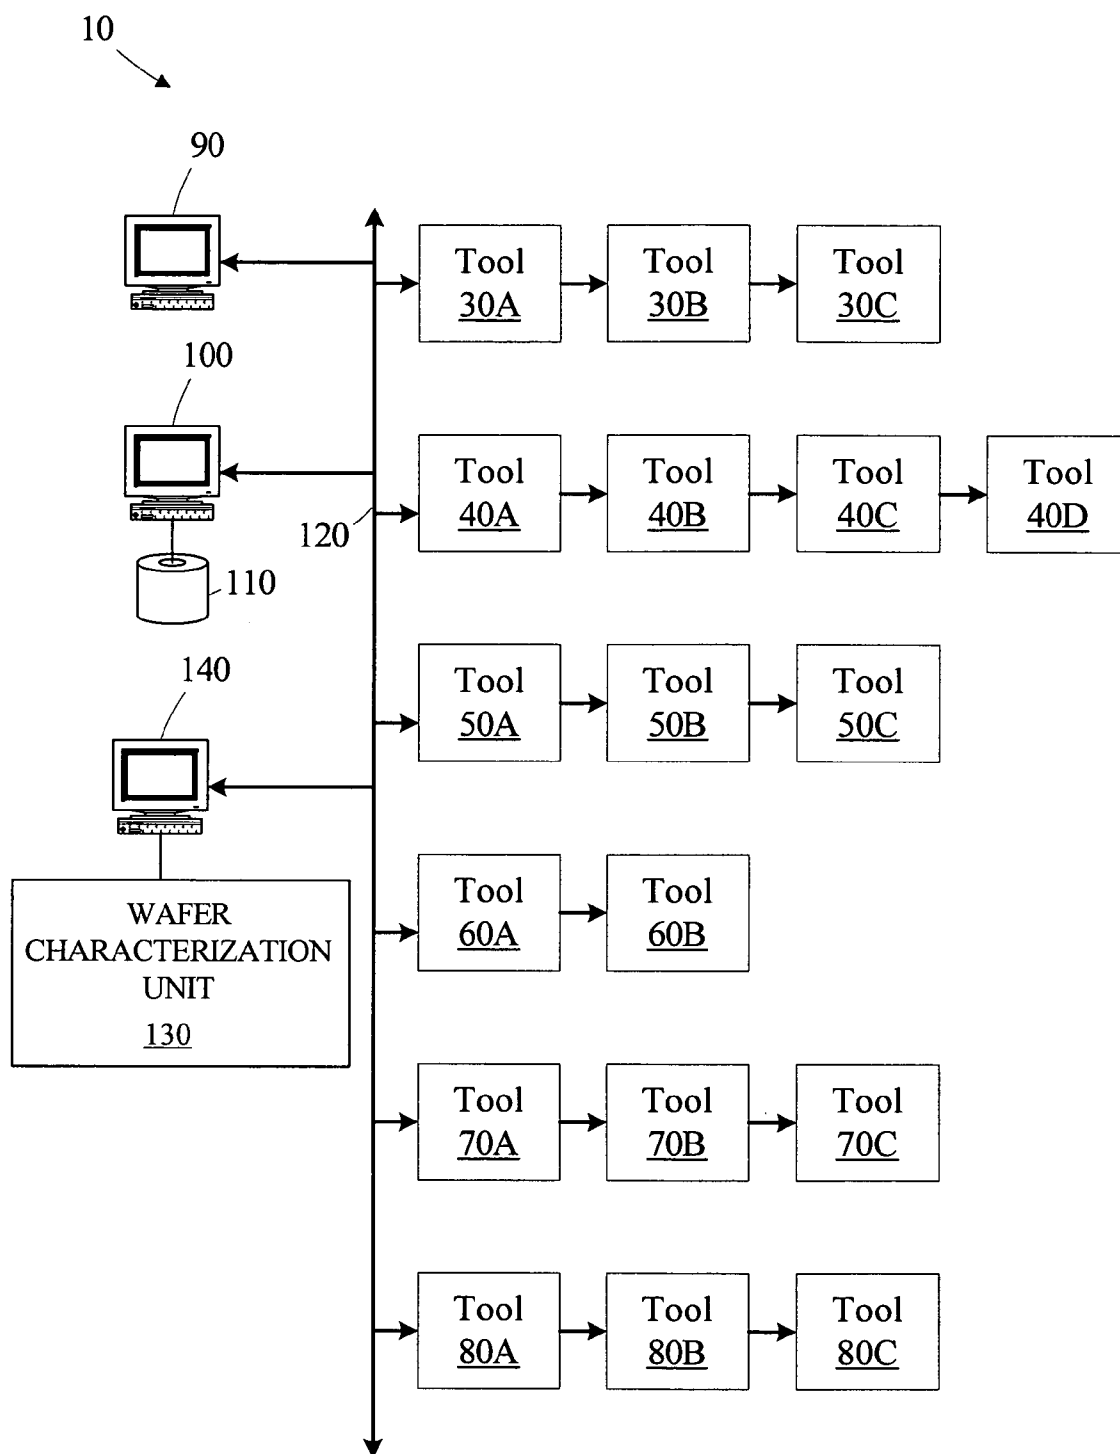 10
90
Tool Tool Tool
30A 30B 30C
100
Tool Tool Tool Tool
40A 40B 40C 40D
120
110
140
Tool Tool Tool
50A 50B 50C
Tool Tool
60A 60B
WAFER
CHARACTERIZATION
UNIT
130
Tool Tool Tool
70A 70B 70C
Tool Tool Tool
80A 80B 80C